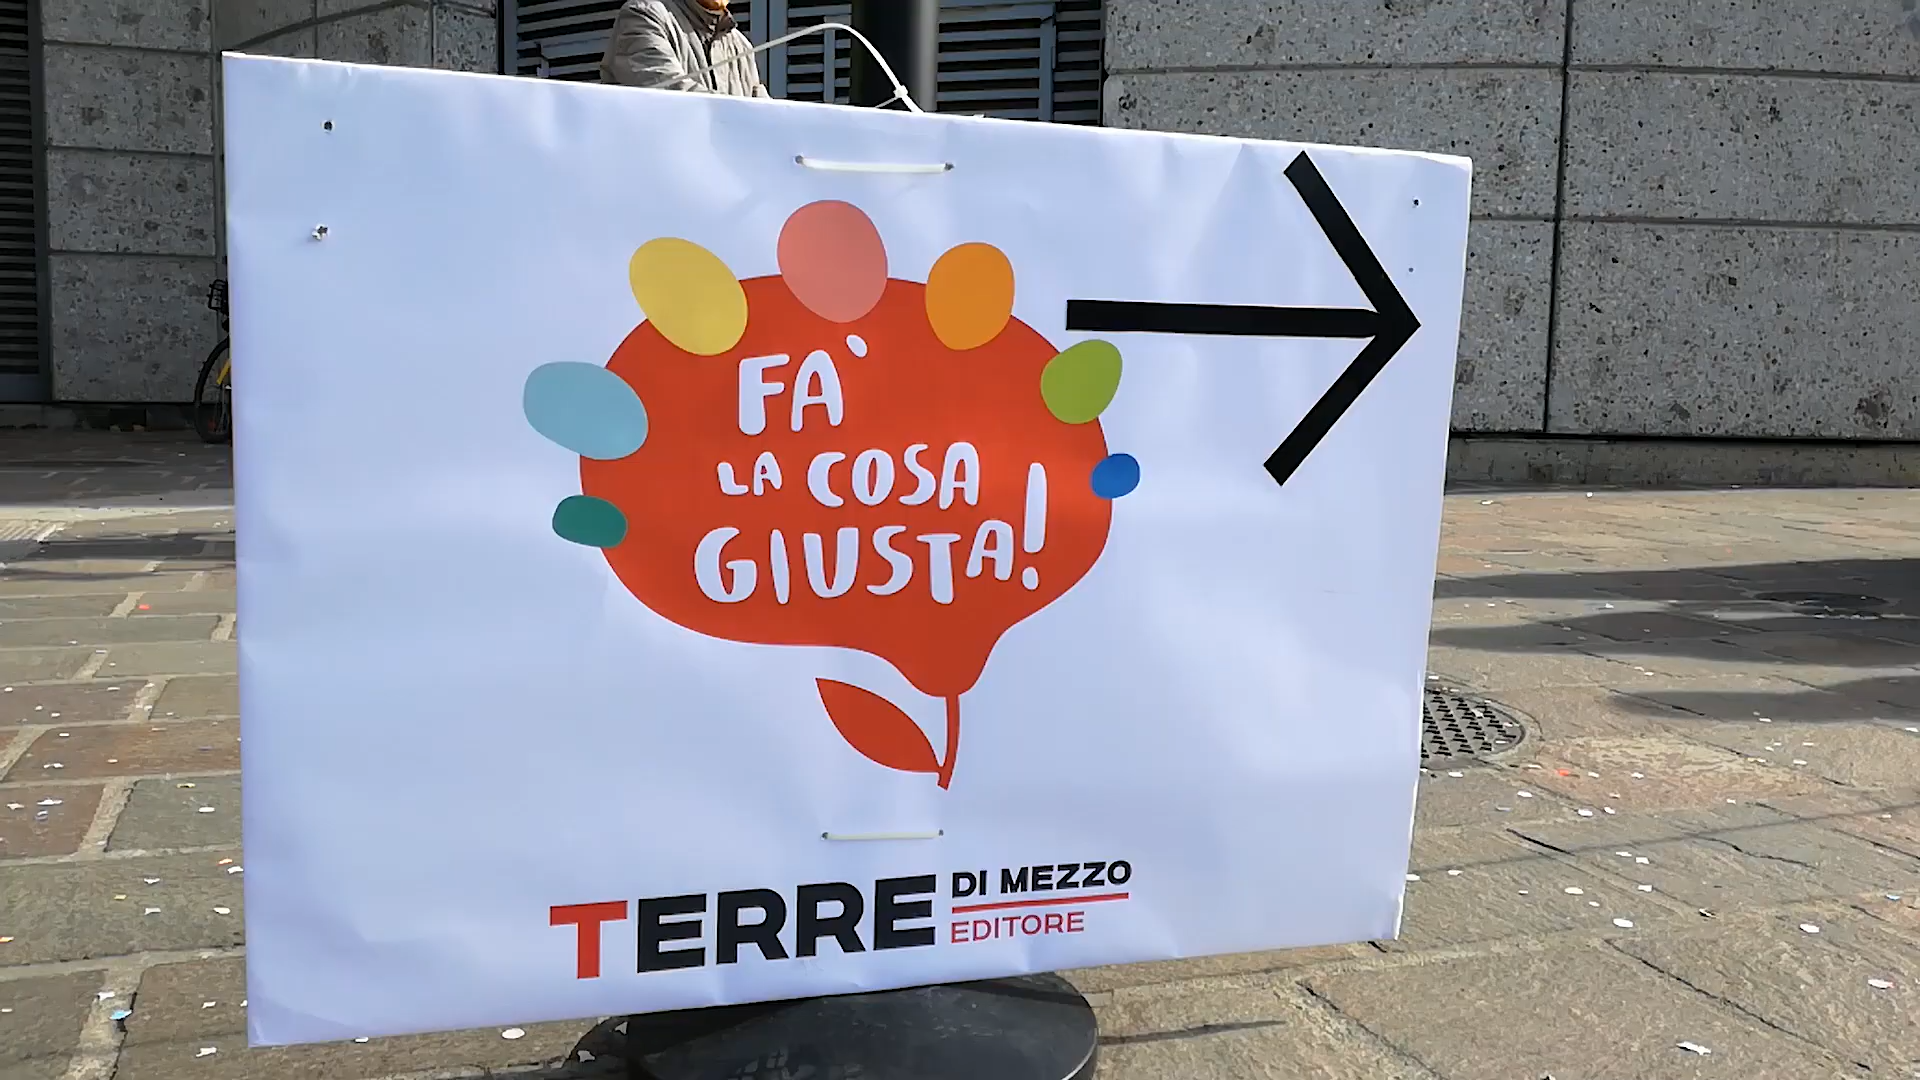 FA`
LA COSA
GIUSTA!
TERRE DI MEZZO
EDITORE